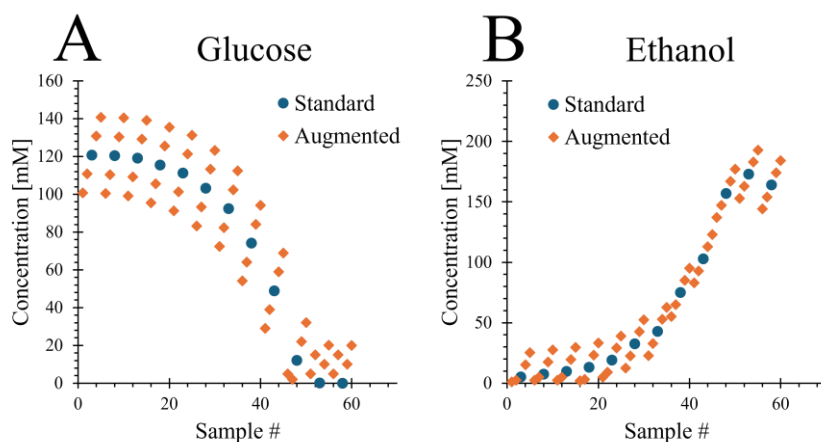 A
Glucose
160
140
120
100
80
60
40
20
0
0
20
40
60
Concentration [mM]
Sample #
Standard
Augmented
B
Ethanol
250
200
150
100
50
0
0
20
40
60
80
Concentration [mM]
Sample #
Standard
Augmented